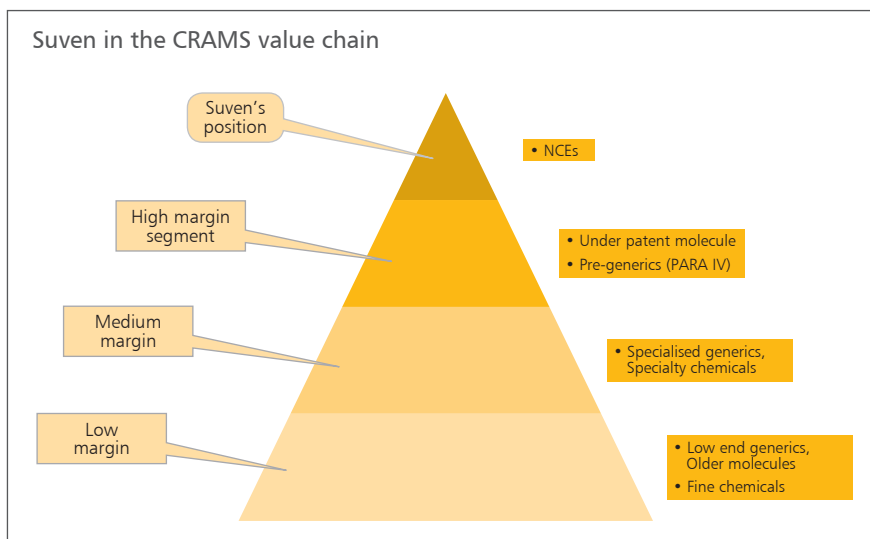 Suven in the CRAMS value chain
Suven's
position
• NCEs
High margin
segment
• Under patent molecule
• Pre-generics (PARA IV)
Medium
margin
• Specialised generics,
Specialty chemicals
Low
margin
• Low end generics,
Older molecules
• Fine chemicals